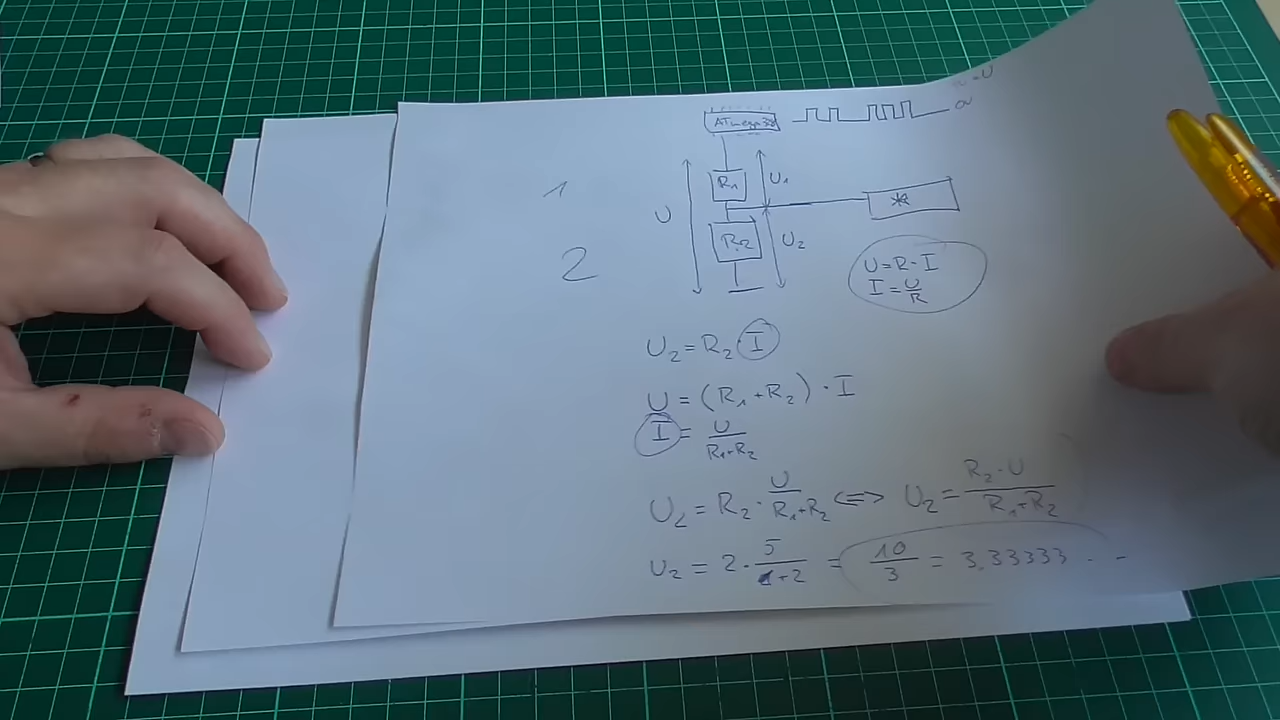 0V
ATmega328
1
R1
U1
U
*
2
R2
U2
U=R·I
I=U/R
U2=R2 I
U=(R1+R2)·I
I=U/R1+R2
U2=R2·U/R1+R2 <=> U2=R2·U/R1+R2
U2=2·5/1+2=10/3=3.33333...